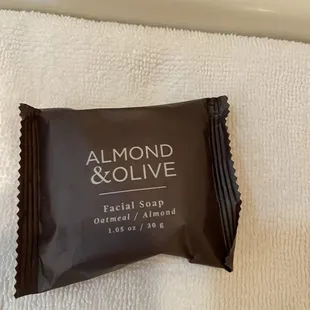 ALMOND
&OLIVE
Facial Soap
Oatmeal / Almond
1.05 oz / 30 g